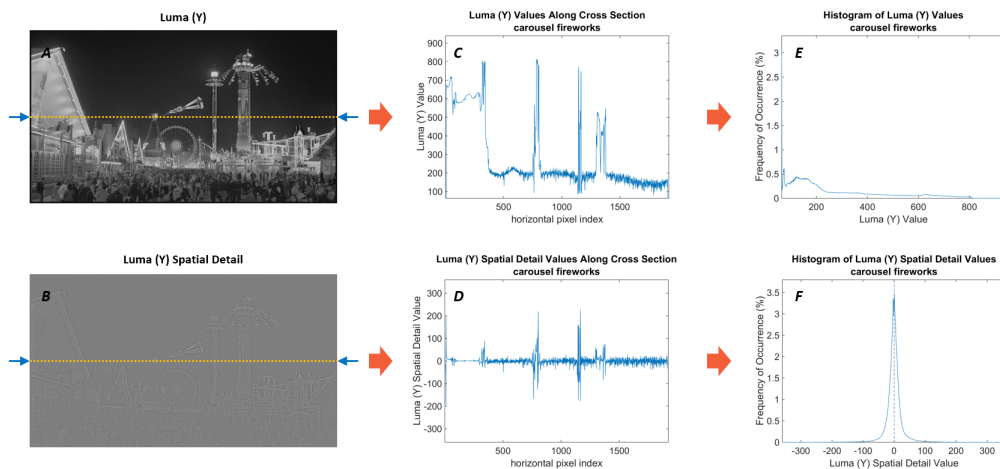 Luma (Y)
A
Luma (Y) Values Along Cross Section
carousel fireworks
C
Luma (Y) Value
900
800
700
600
500
400
300
200
100
500
1000
1500
horizontal pixel index
Histogram of Luma (Y) Values
carousel fireworks
E
Frequency of Occurrence (%)
3
2.5
2
1.5
1
0.5
0
200
400
600
800
Luma (Y) Value
Luma (Y) Spatial Detail
B
Luma (Y) Spatial Detail Values Along Cross Section
carousel fireworks
D
Luma (Y) Spatial Detail Value
300
200
100
0
-100
-200
-300
500
1000
1500
horizontal pixel index
Histogram of Luma (Y) Spatial Detail Values
carousel fireworks
F
Frequency of Occurrence (%)
3.5
3
2.5
2
1.5
1
0.5
0
-300
-200
-100
0
100
200
300
Luma (Y) Spatial Detail Value